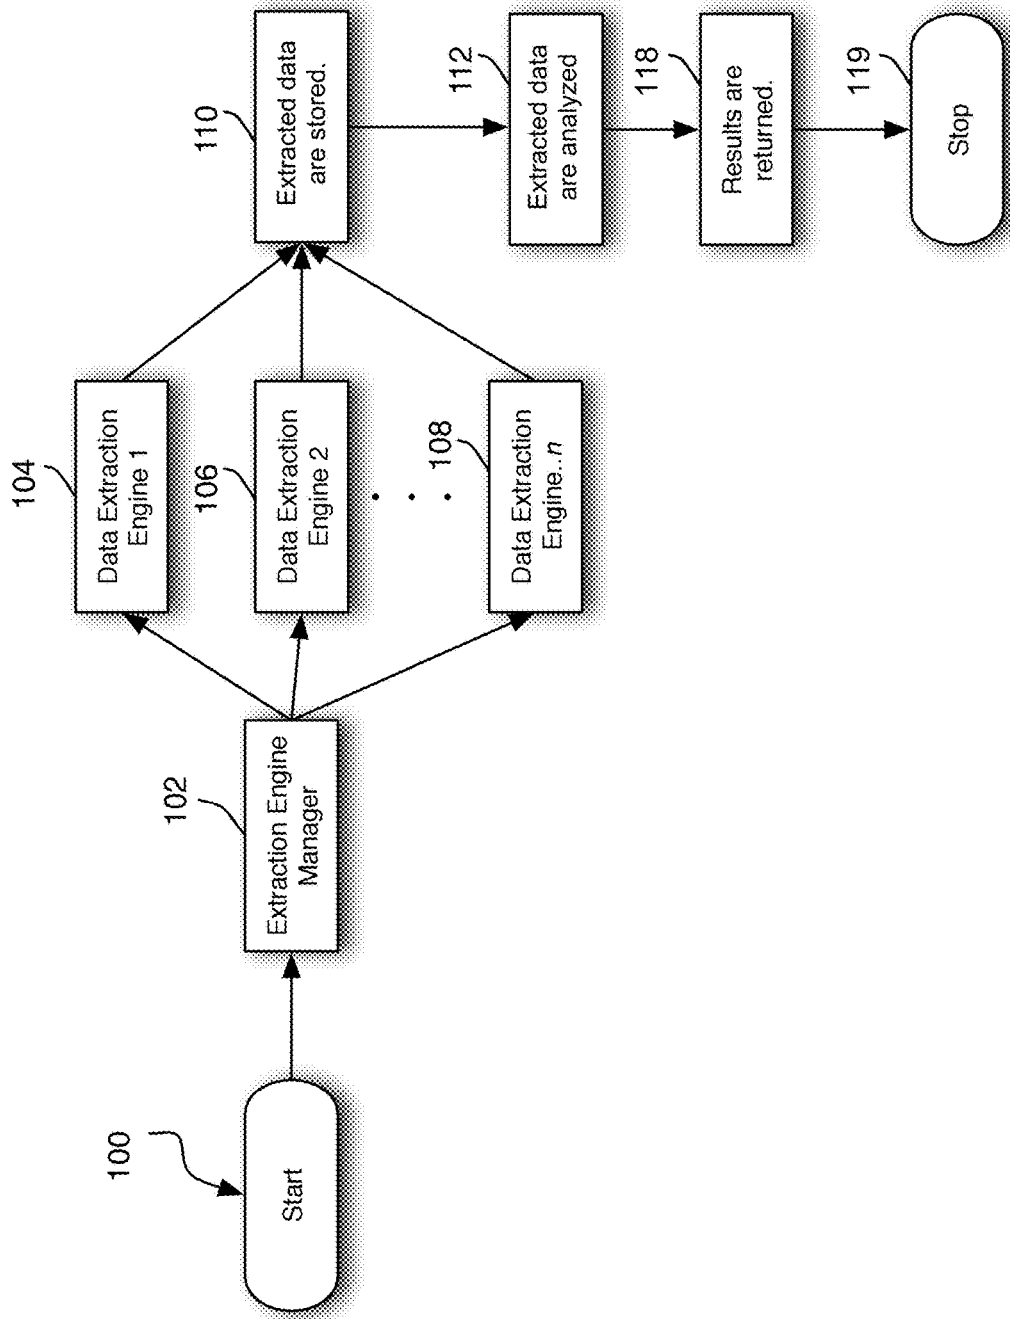 100
Start
102
Extraction Engine
Manager
104
Data Extraction
Engine 1
106
Data Extraction
Engine 2
. . .
108
Data Extraction
Engine..n
110
Extracted data
are stored.
112
Extracted data
are analyzed
118
Results are
returned.
119
Stop